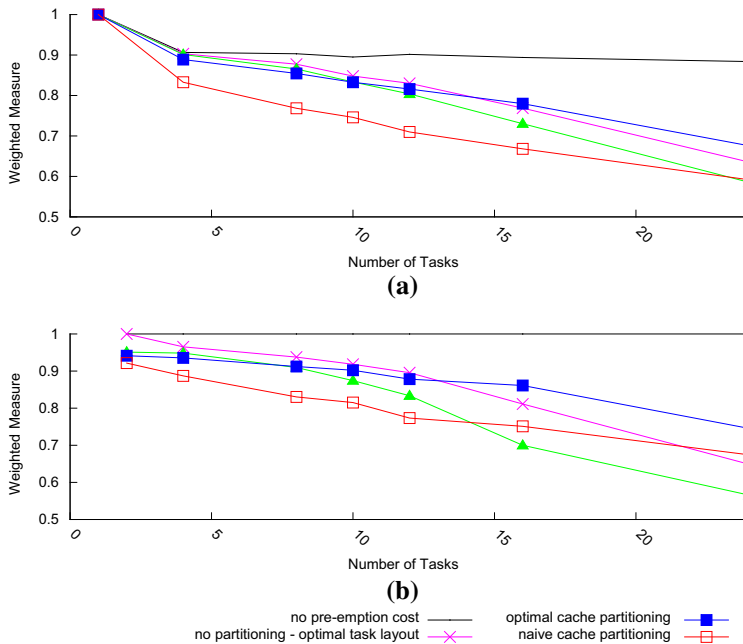 1
0.9
0.8
0.7
0.6
0.5
Weighted Measure
0 5 10 15 20
Number of Tasks
(a)
1
0.9
0.8
0.7
0.6
0.5
Weighted Measure
0 5 10 15 20
Number of Tasks
(b)
no pre-emption cost
no partitioning - optimal task layout
optimal cache partitioning
naive cache partitioning